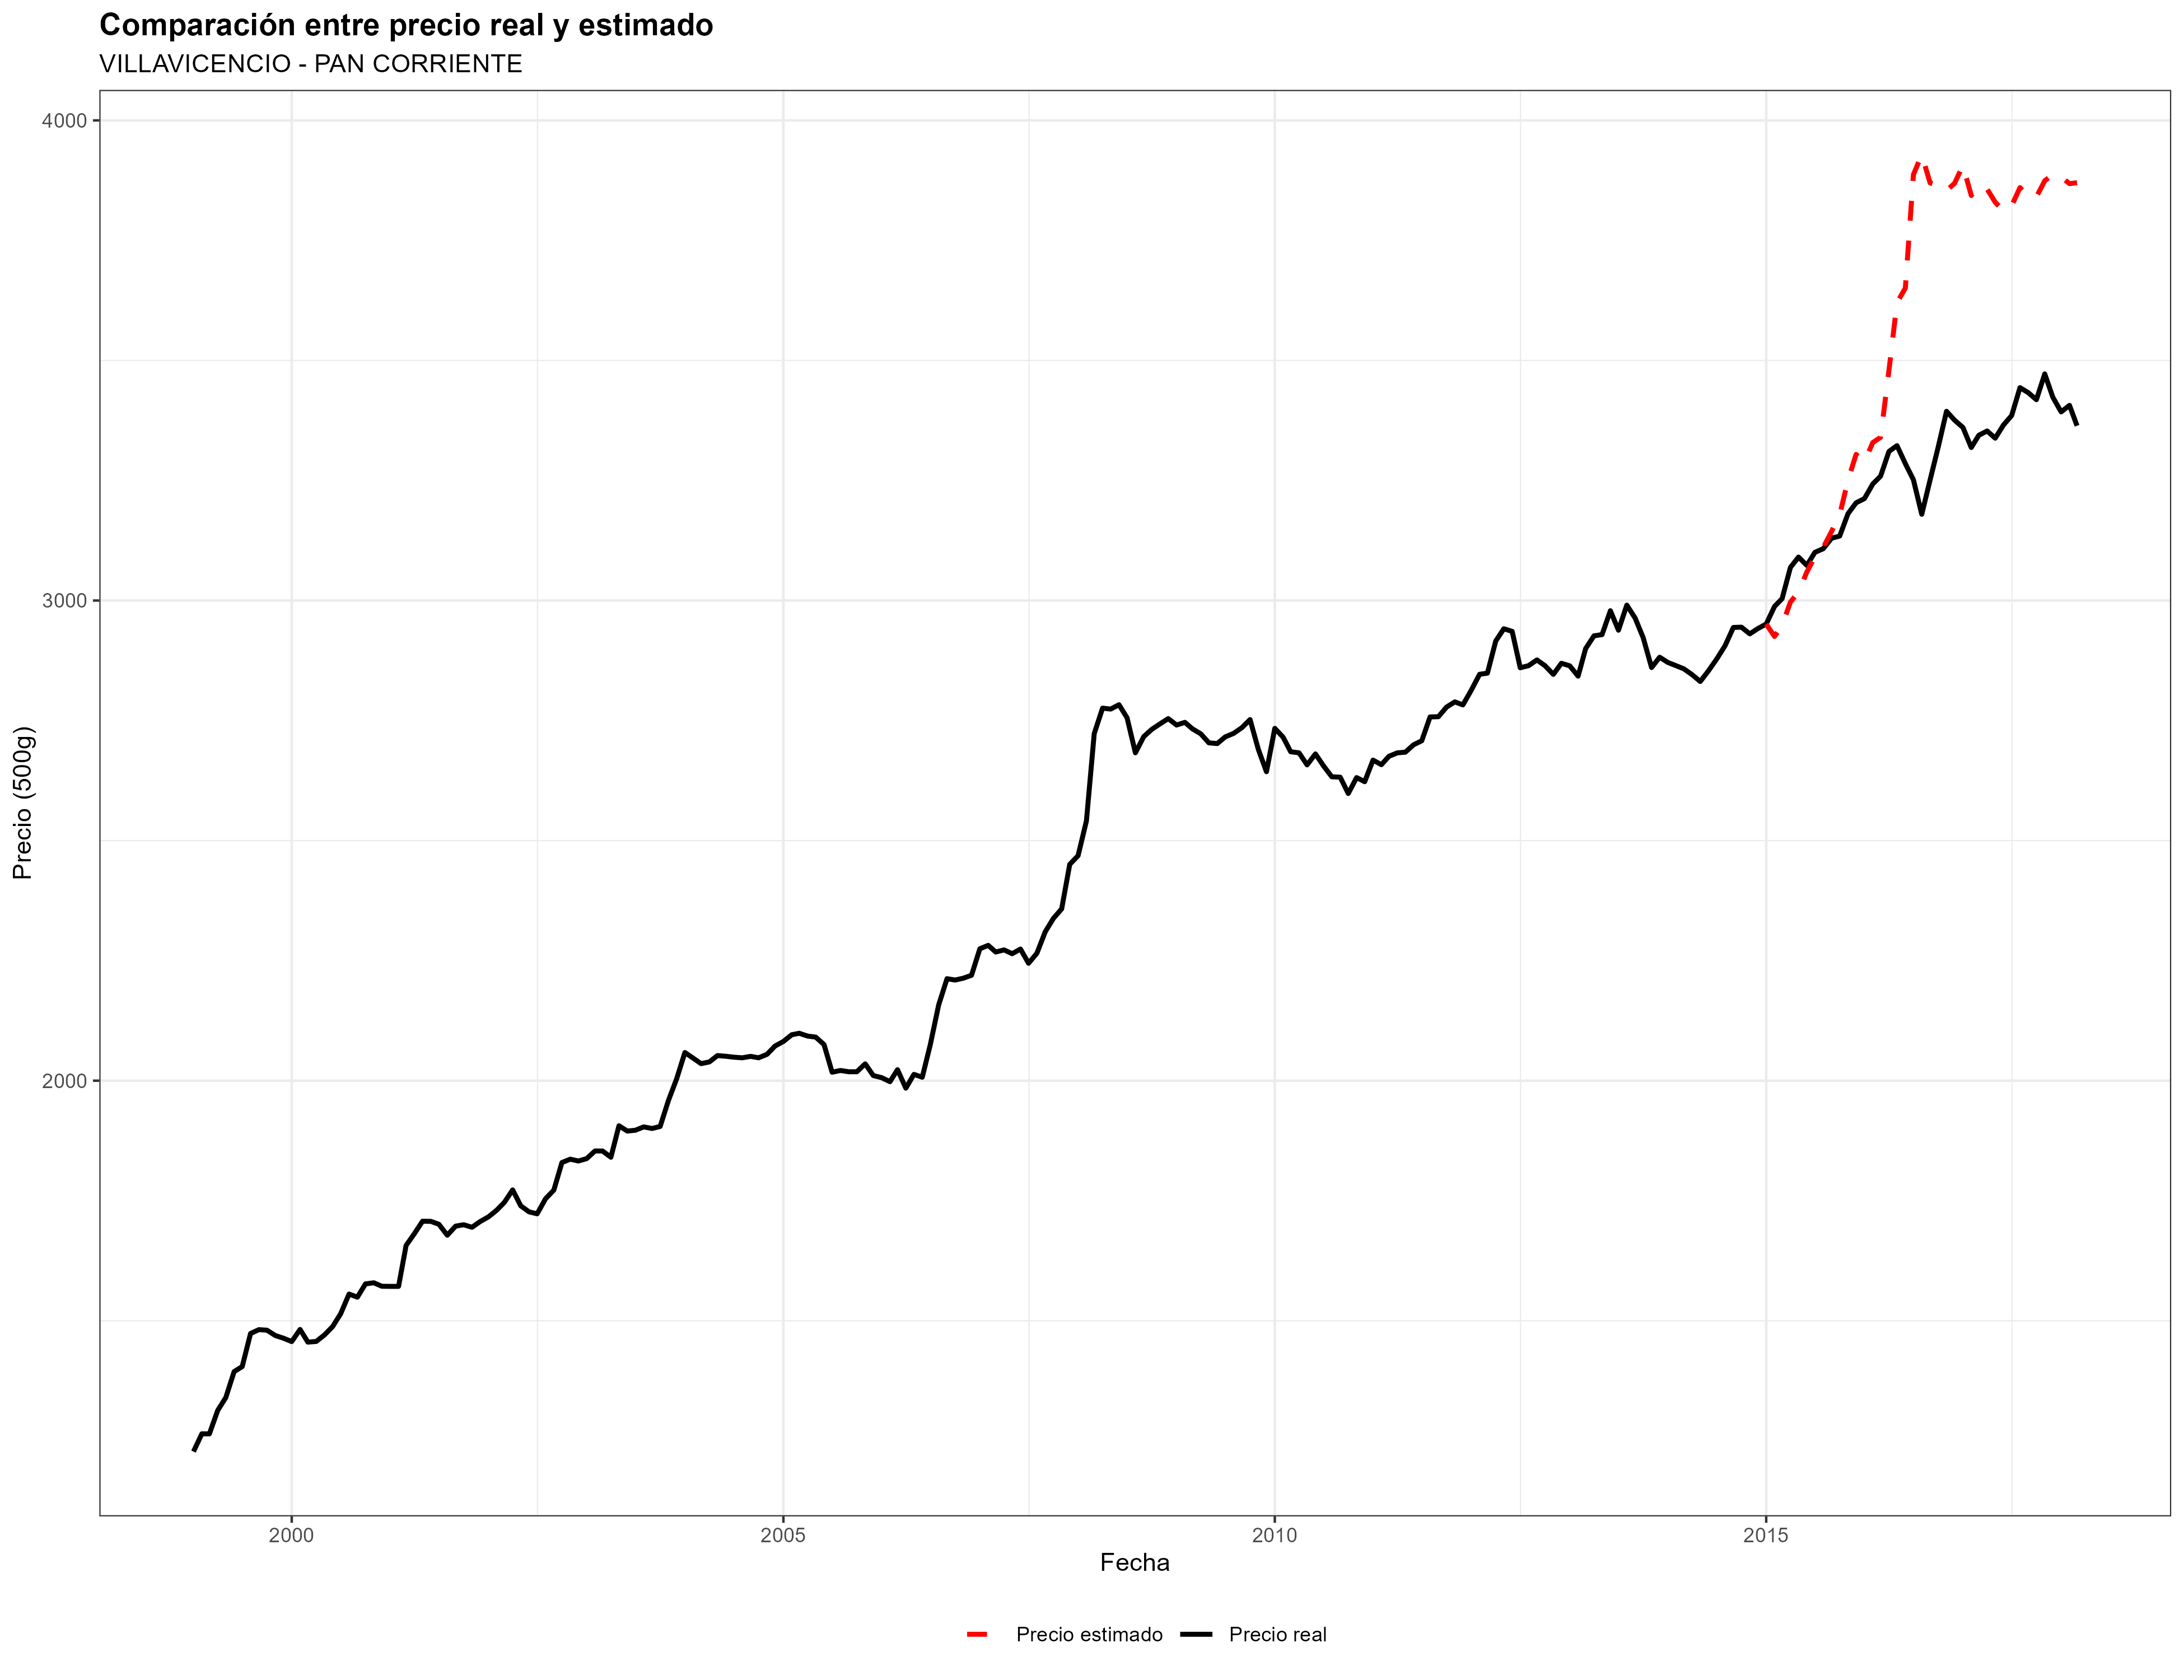 Comparación entre precio real y estimado
VILLAVICENCIO - PAN CORRIENTE
4000
3000
2000
Precio (500g)
2000
2005
2010
2015
Fecha
Precio estimado
Precio real